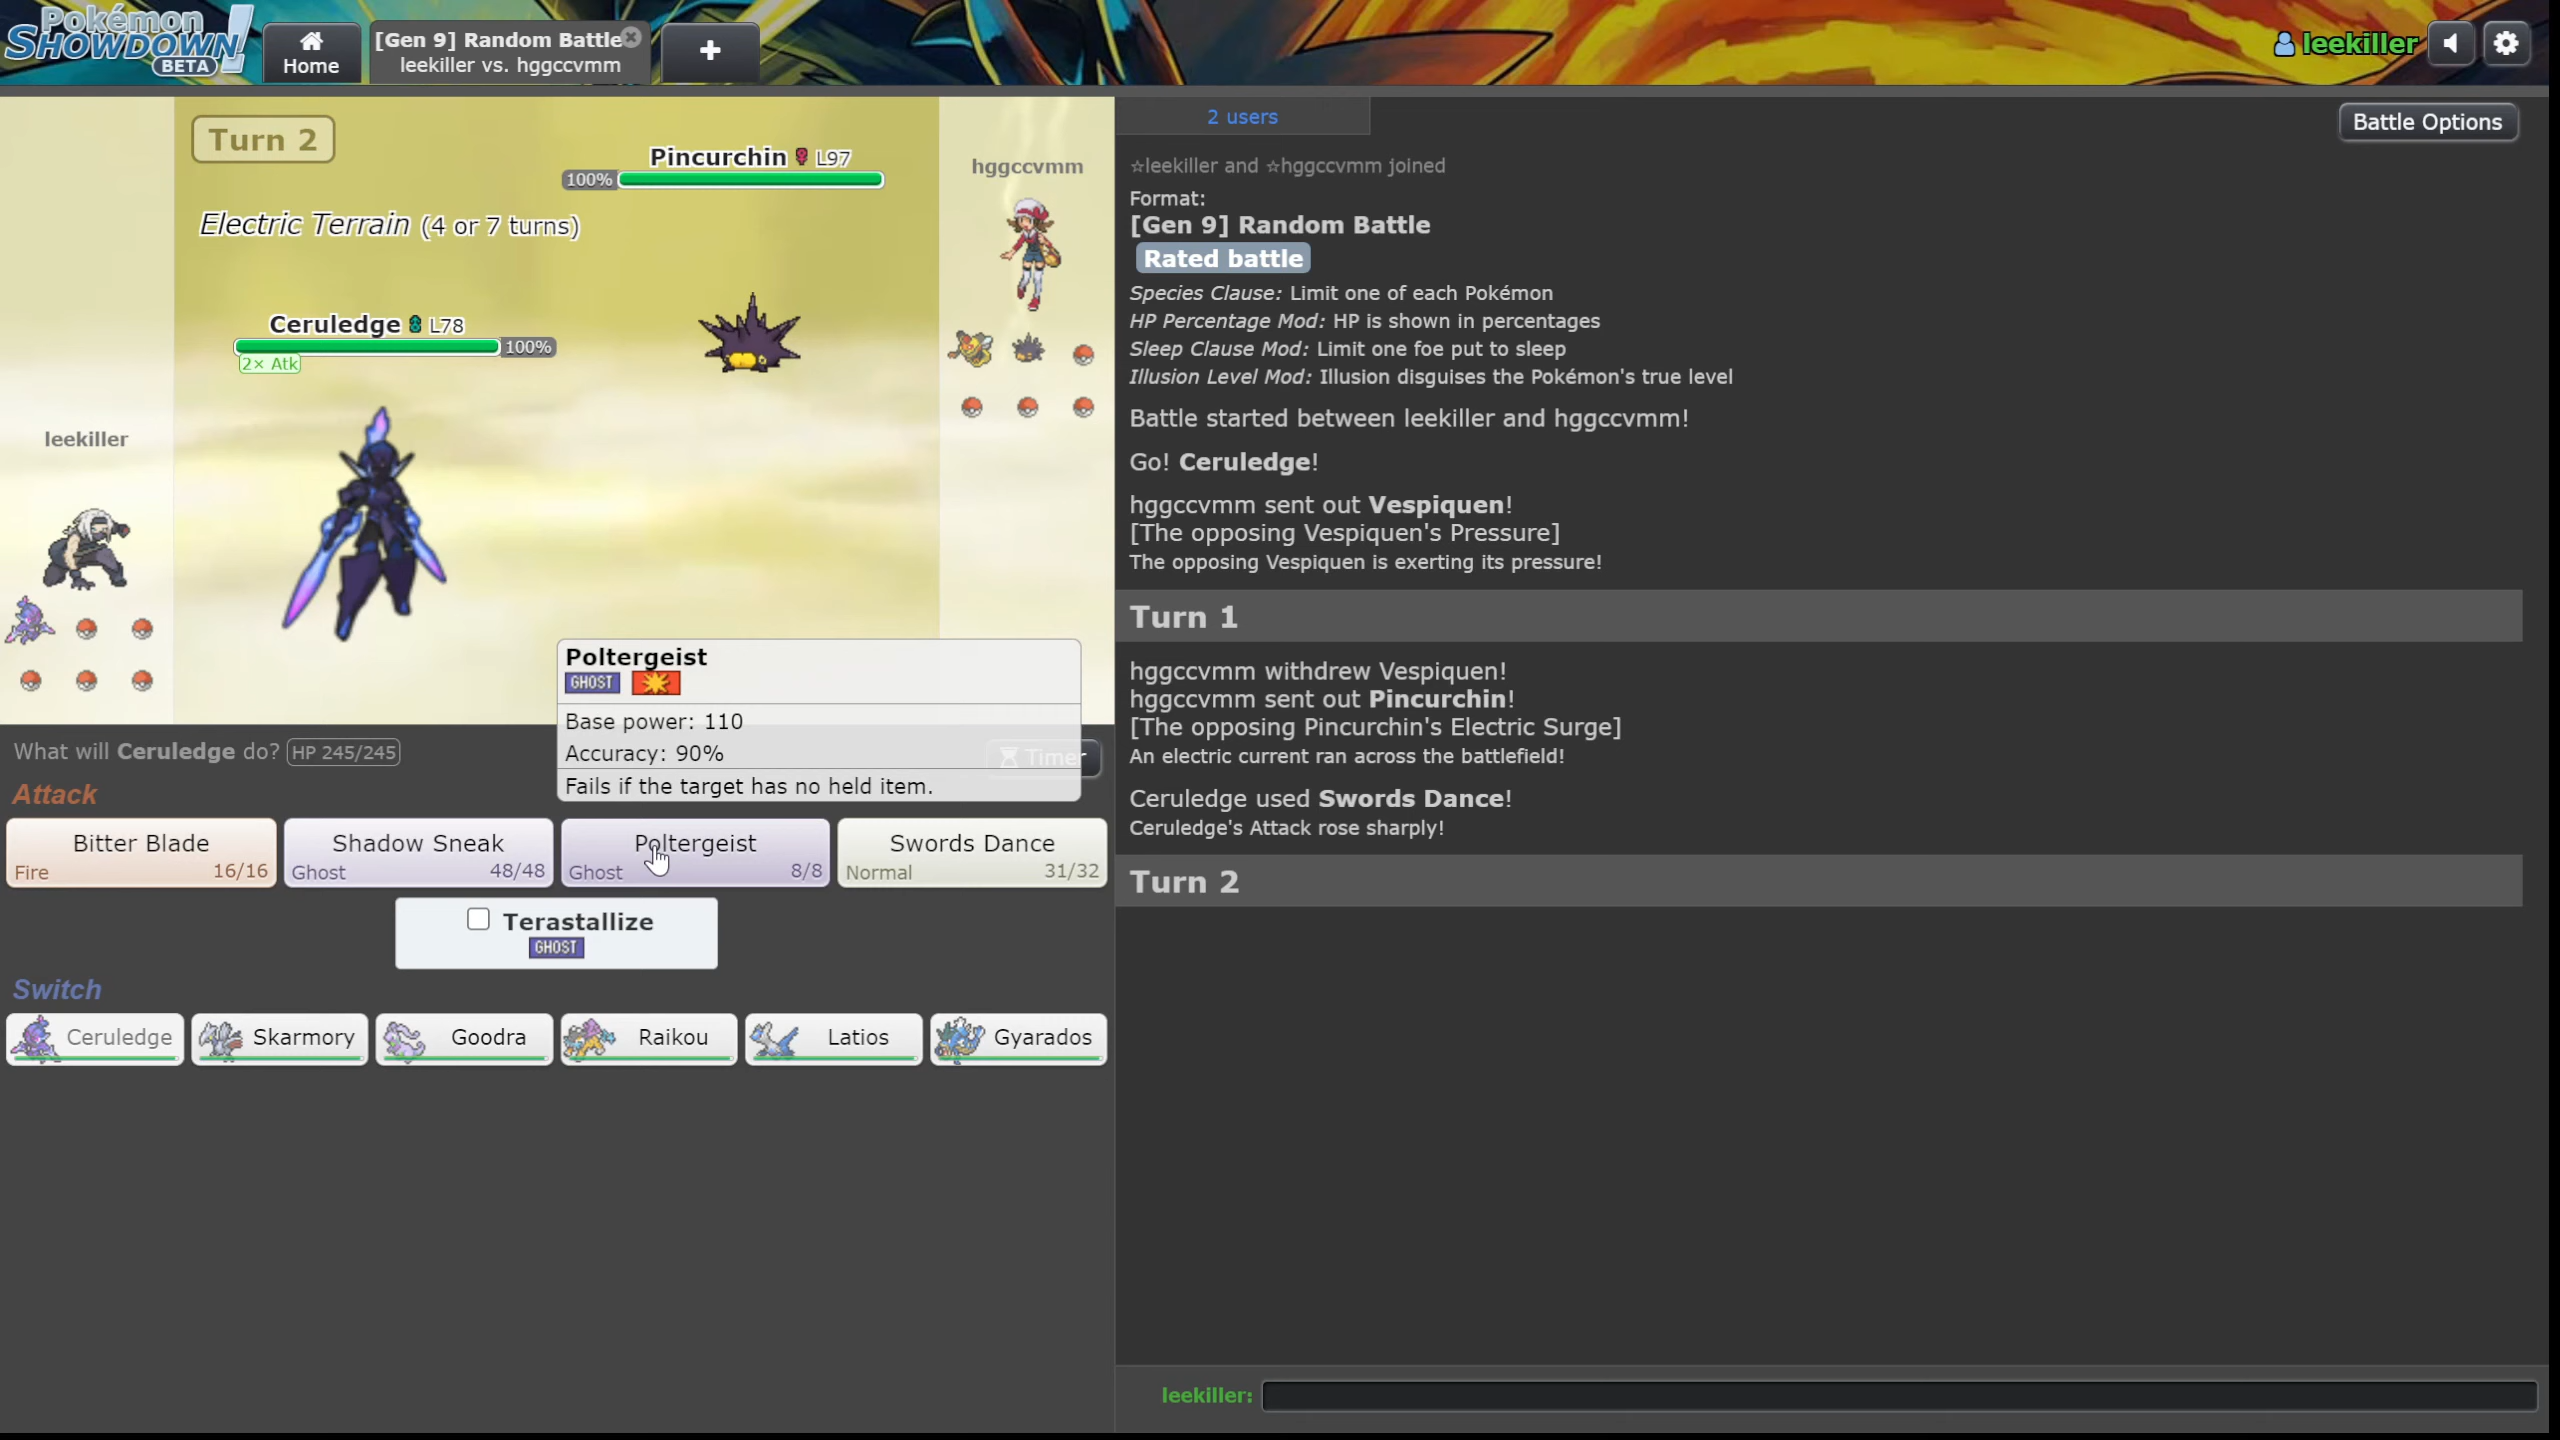 Pokémon
SHOWDOWN!
BETA
Home
[Gen 9] Random Battle
leekiller vs. hggccvmm
+
leekiller
Turn 2
Pincurchin L97
100%
hggccvmm
Electric Terrain (4 or 7 turns)
Ceruledge L78
100%
2× Atk
leekiller
Poltergeist
GHOST
Base power: 110
Accuracy: 90%
Fails if the target has no held item.
What will Ceruledge do? HP 245/245
Timer
Attack
Bitter Blade
Fire 16/16
Shadow Sneak
Ghost 48/48
Poltergeist
Ghost 8/8
Swords Dance
Normal 31/32
Terastallize
GHOST
Switch
Ceruledge
Skarmory
Goodra
Raikou
Latios
Gyarados
2 users
Battle Options
☆leekiller and ☆hggccvmm joined
Format:
[Gen 9] Random Battle
Rated battle
Species Clause: Limit one of each Pokémon
HP Percentage Mod: HP is shown in percentages
Sleep Clause Mod: Limit one foe put to sleep
Illusion Level Mod: Illusion disguises the Pokémon's true level
Battle started between leekiller and hggccvmm!
Go! Ceruledge!
hggccvmm sent out Vespiquen!
[The opposing Vespiquen's Pressure]
The opposing Vespiquen is exerting its pressure!
Turn 1
hggccvmm withdrew Vespiquen!
hggccvmm sent out Pincurchin!
[The opposing Pincurchin's Electric Surge]
An electric current ran across the battlefield!
Ceruledge used Swords Dance!
Ceruledge's Attack rose sharply!
Turn 2
leekiller: